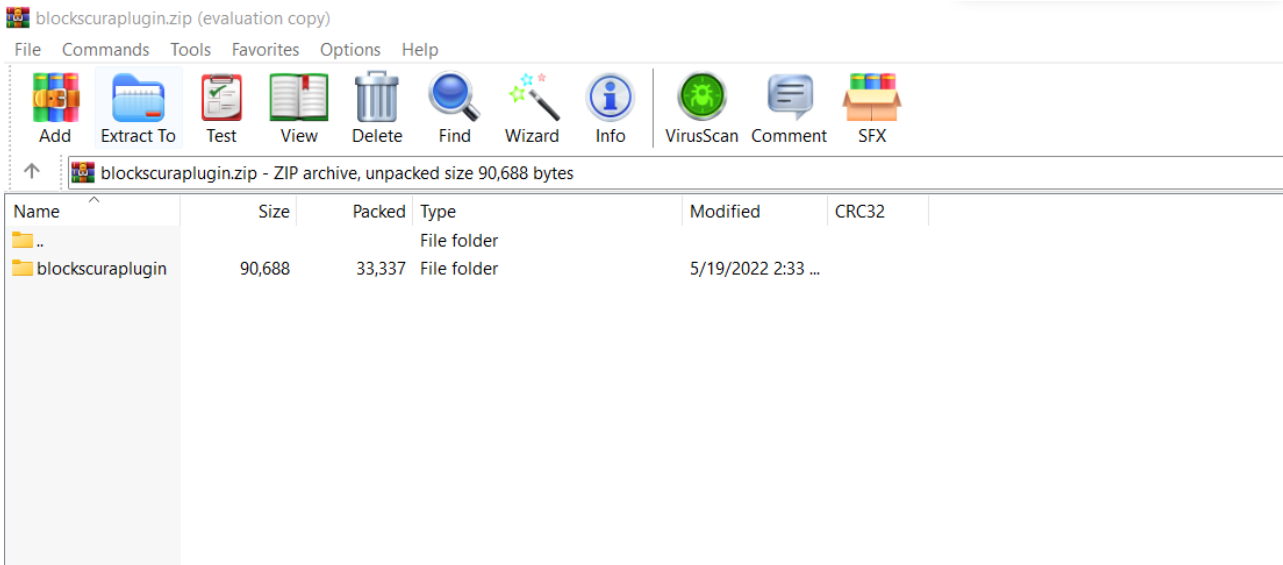 blockscuraplugin.zip (evaluation copy)
File Commands Tools Favorites Options Help
Add Extract To Test View Delete Find Wizard Info VirusScan Comment SFX
blockscuraplugin.zip - ZIP archive, unpacked size 90,688 bytes
Name Size Packed Type Modified CRC32
.. File folder
blockscuraplugin 90,688 33,337 File folder 5/19/2022 2:33 ...